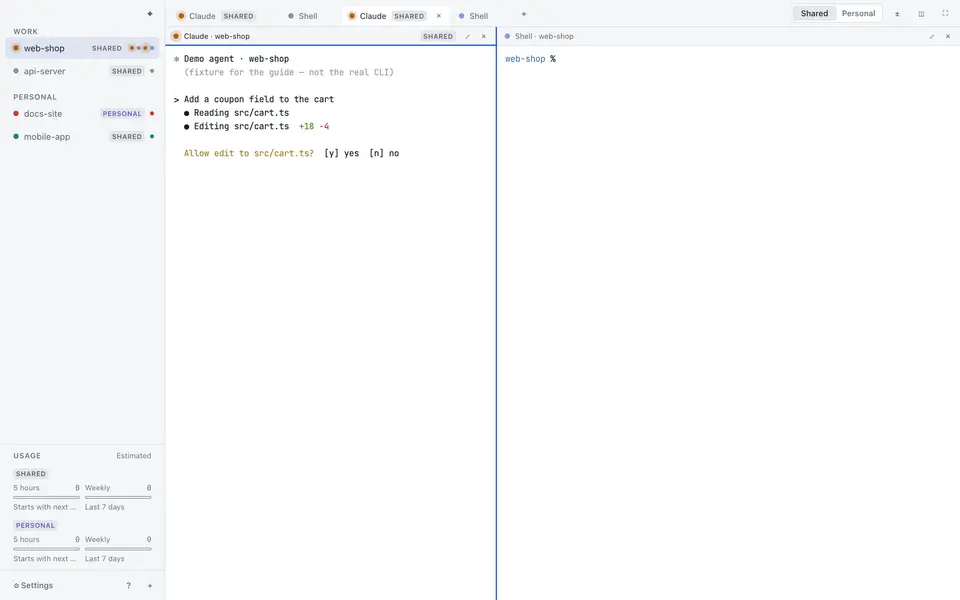 WORK
web-shop SHARED
api-server SHARED
PERSONAL
docs-site PERSONAL
mobile-app SHARED
USAGE Estimated
SHARED
5 hours 0 Weekly 0
Starts with next ... Last 7 days
PERSONAL
5 hours 0 Weekly 0
Starts with next ... Last 7 days
Settings ? +
Claude SHARED Shell Claude SHARED × Shell +
Shared Personal ±
Claude · web-shop SHARED ×
✻ Demo agent · web-shop
(fixture for the guide — not the real CLI)
> Add a coupon field to the cart
● Reading src/cart.ts
● Editing src/cart.ts +18 -4
Allow edit to src/cart.ts? [y] yes [n] no
Shell · web-shop ×
web-shop %